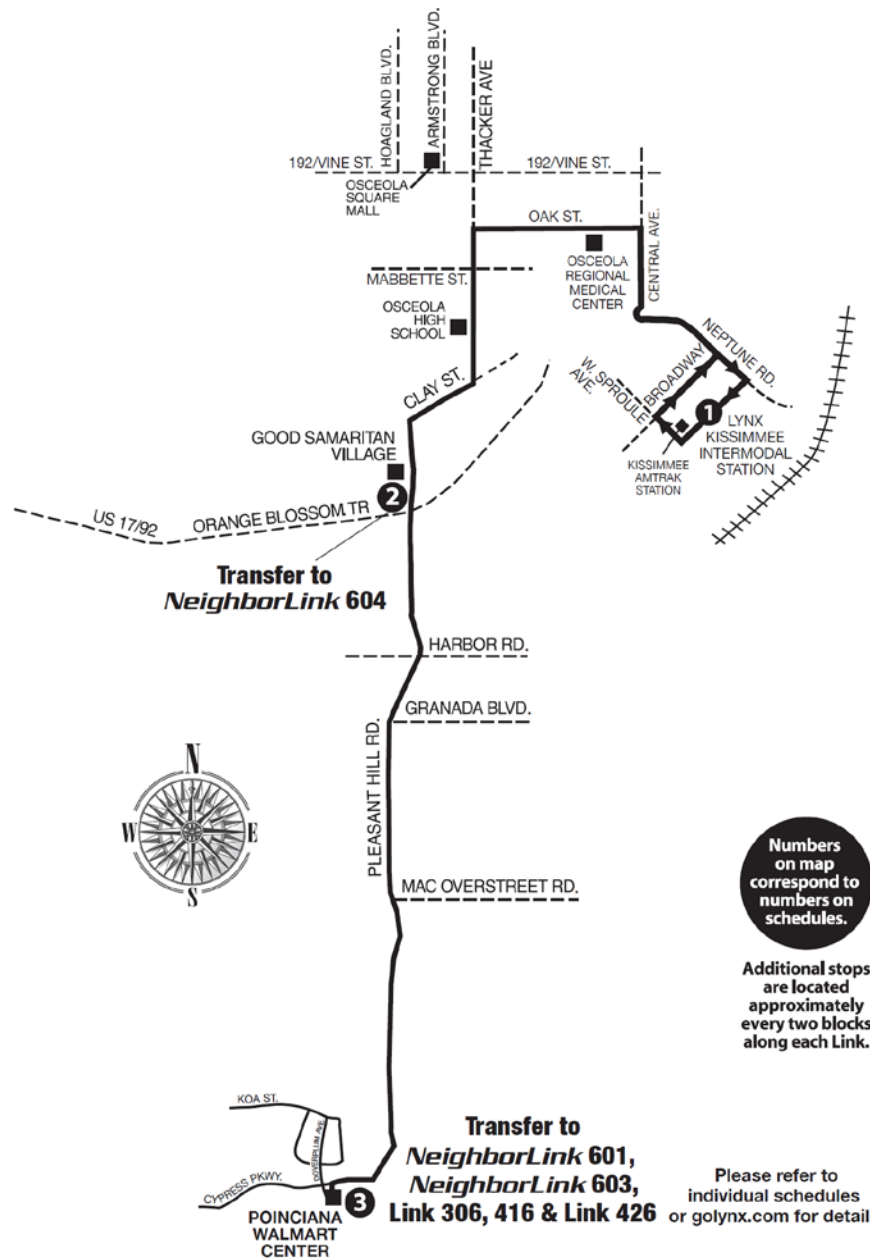 HOAGLAND BLVD.
ARMSTRONG BLVD.
THACKER AVE
192/VINE ST.
192/VINE ST.
OSCEOLA
SQUARE
MALL
OAK ST.
CENTRAL AVE.
OSCEOLA
REGIONAL
MEDICAL
CENTER
MABBETTE ST.
OSCEOLA
HIGH
SCHOOL
NEPTUNE RD.
BROADWAY
W. SPROULE
AVE.
CLAY ST.
1
LYNX
KISSIMMEE
INTERMODAL
STATION
KISSIMMEE
AMTRAK
STATION
GOOD SAMARITAN
VILLAGE
2
US 17/92
ORANGE BLOSSOM TR
Transfer to
NeighborLink 604
HARBOR RD.
GRANADA BLVD.
PLEASANT HILL RD.
N
W
E
S
MAC OVERSTREET RD.
Numbers
on map
correspond to
numbers on
schedules.
Additional stops
are located
approximately
every two blocks
along each Link.
KOA ST.
DOVERPLUM AVE.
CYPRESS PKWY.
3
POINCIANA
WALMART
CENTER
Transfer to
NeighborLink 601,
NeighborLink 603,
Link 306, 416 & Link 426
Please refer to
individual schedules
or golynx.com for detail